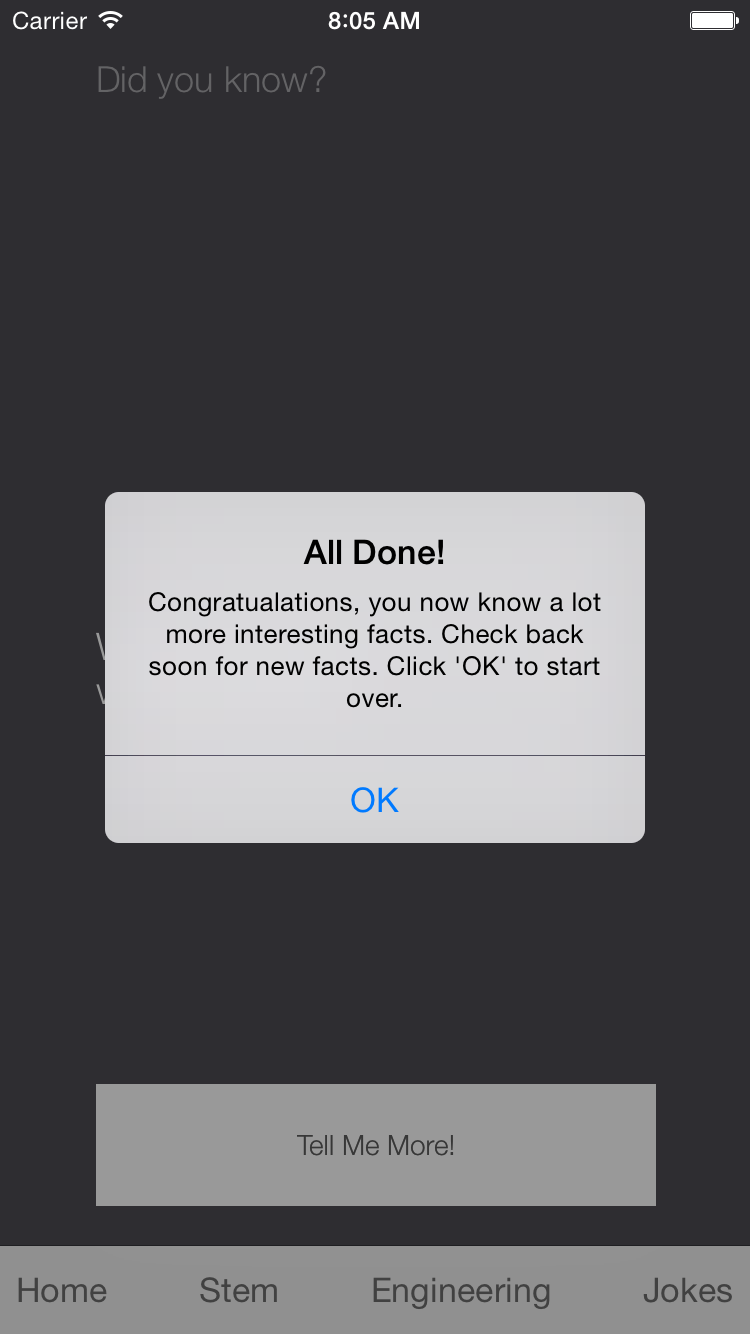 Carrier 8:05 AM
Did you know?
All Done!
Congratualations, you now know a lot
more interesting facts. Check back
soon for new facts. Click 'OK' to start
over.
OK
Tell Me More!
Home Stem Engineering Jokes